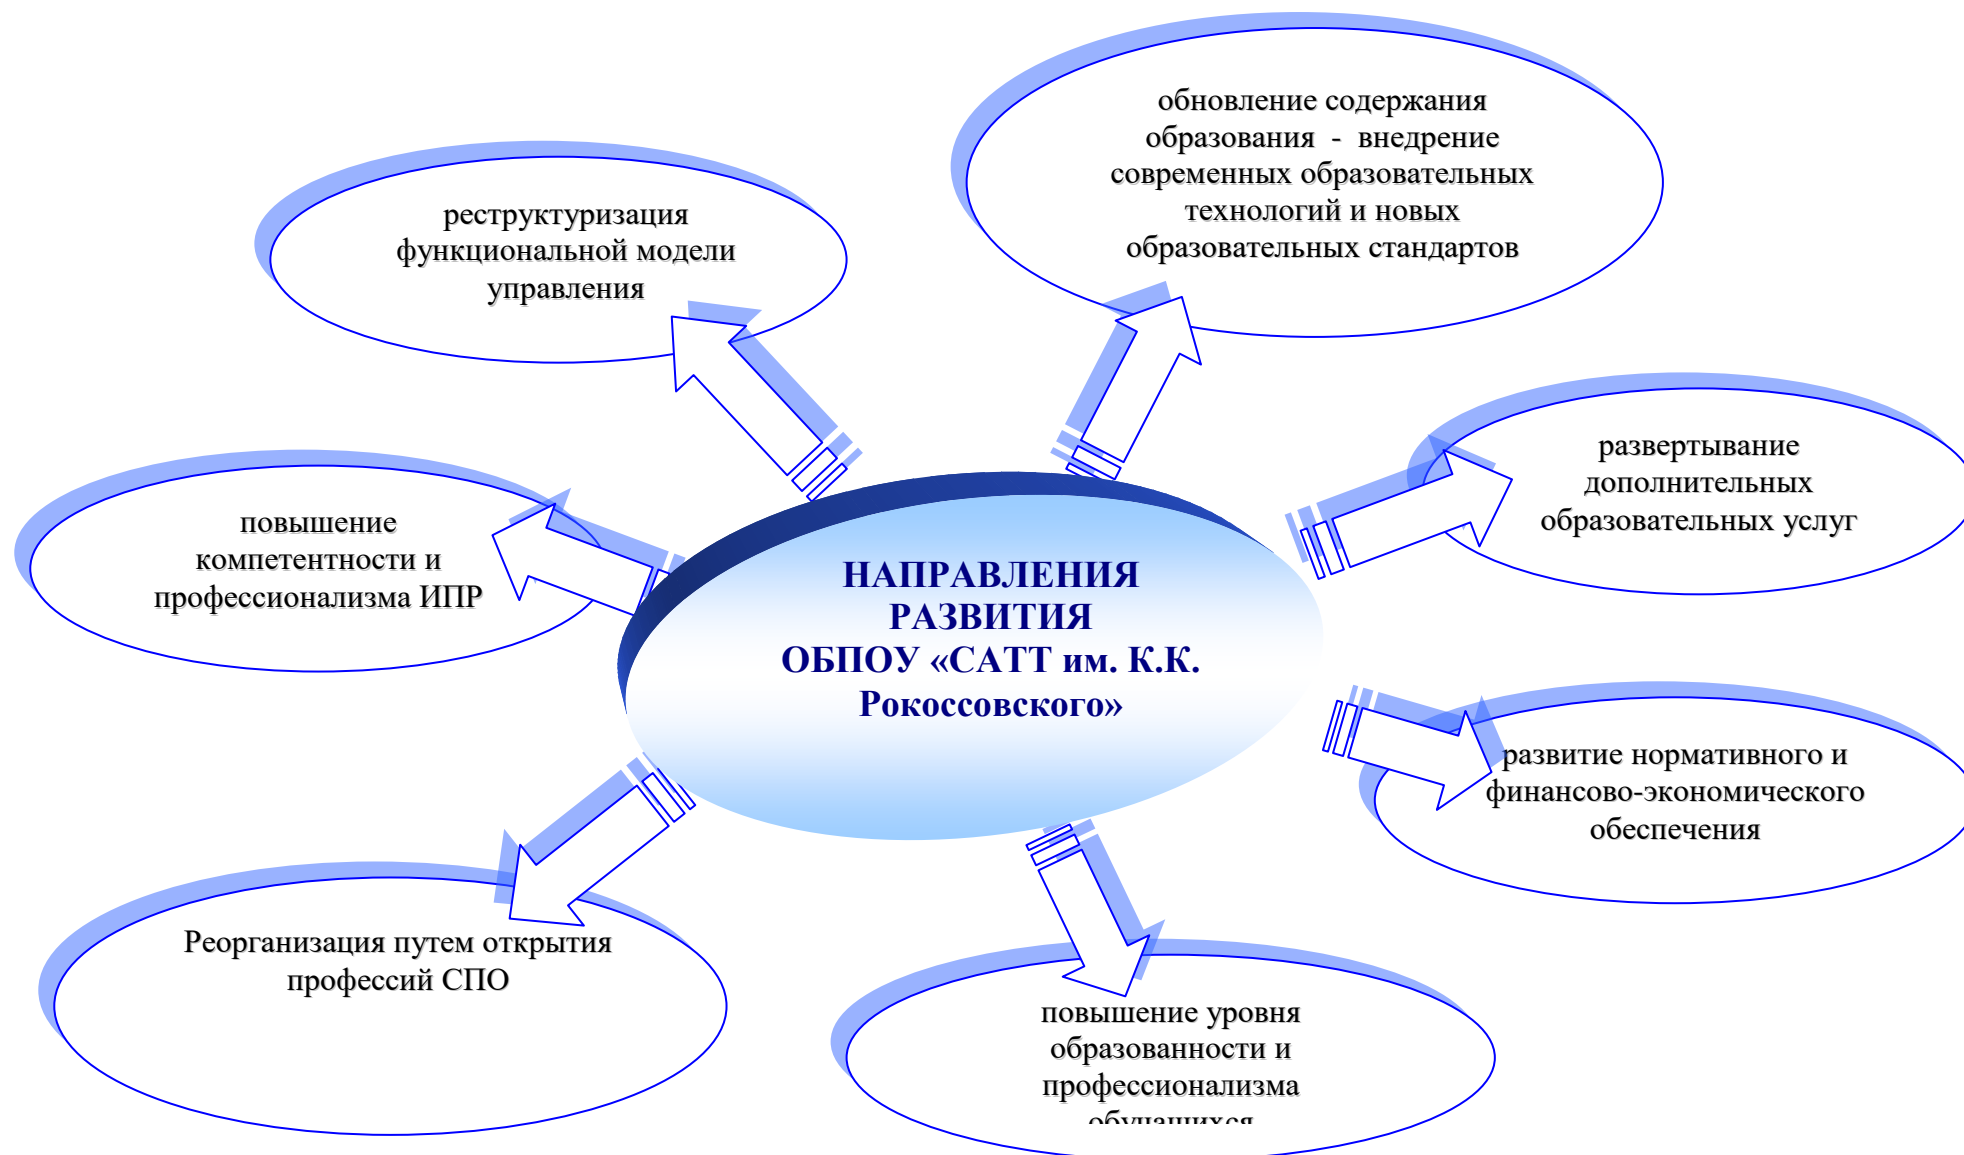 обновление содержания
образования - внедрение
современных образовательных
технологий и новых
образовательных стандартов
реструктуризация
функциональной модели
управления
развертывание
дополнительных
образовательных услуг
повышение
компетентности и
профессионализма ИПР
НАПРАВЛЕНИЯ
РАЗВИТИЯ
ОБПОУ «САТТ им. К.К.
Рокоссовского»
развитие нормативного и
финансово-экономического
обеспечения
Реорганизация путем открытия
профессий СПО
повышение уровня
образованности и
профессионализма
обучащихся